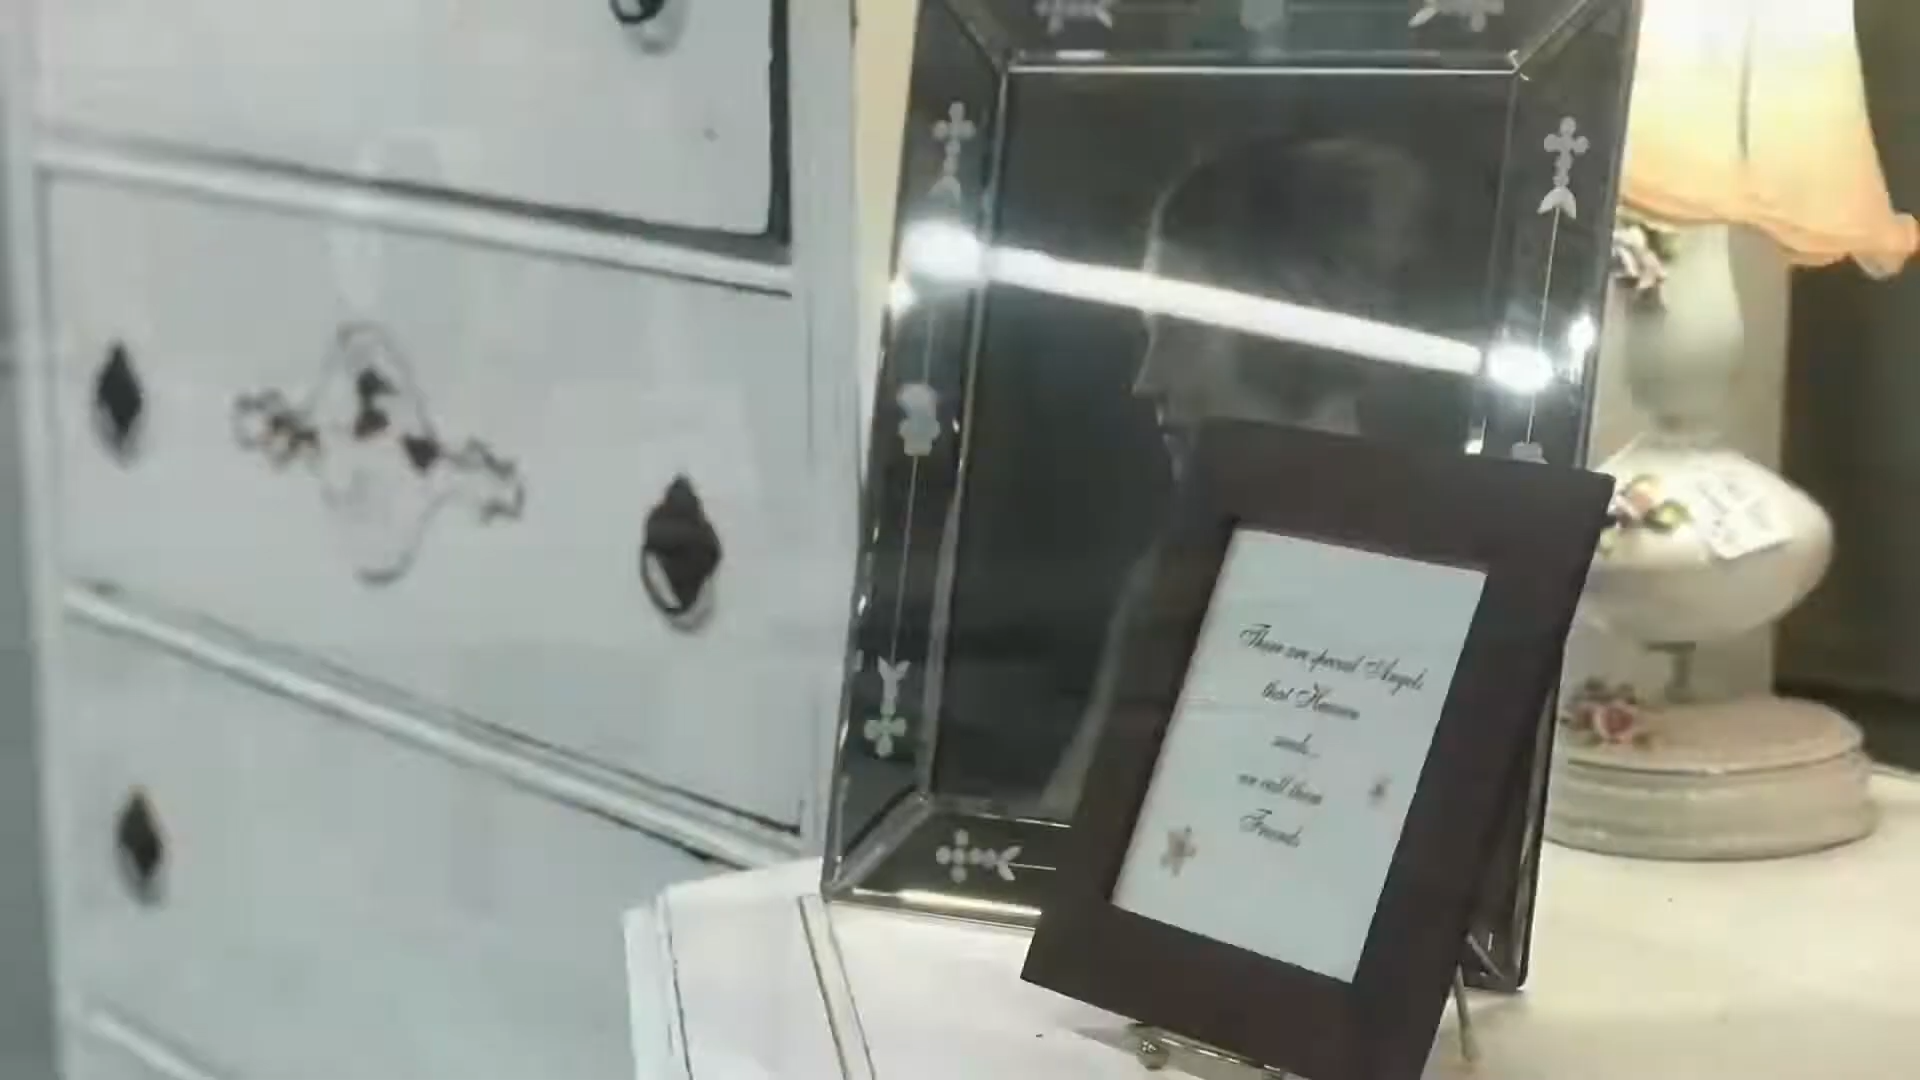 There are special Angels
that Heaven
sends...
we call them
Friends